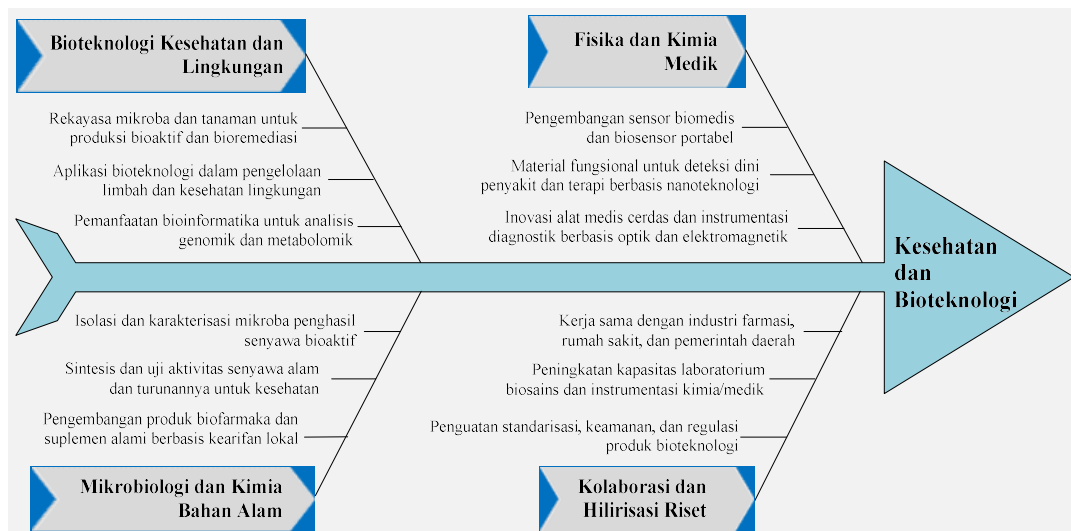 Bioteknologi Kesehatan dan
Lingkungan
Rekayasa mikroba dan tanaman untuk
produksi bioaktif dan bioremediasi
Aplikasi bioteknologi dalam pengelolaan
limbah dan kesehatan lingkungan
Pemanfaatan bioinformatika untuk analisis
genomik dan metabolomik
Fisika dan Kimia
Medik
Pengembangan sensor biomedis
dan biosensor portabel
Material fungsional untuk deteksi dini
penyakit dan terapi berbasis nanoteknologi
Inovasi alat medis cerdas dan instrumentasi
diagnostik berbasis optik dan elektromagnetik
Kesehatan
dan
Bioteknologi
Isolasi dan karakterisasi mikroba penghasil
senyawa bioaktif
Sintesis dan uji aktivitas senyawa alam
dan turunannya untuk kesehatan
Pengembangan produk biofarmaka dan
suplemen alami berbasis kearifan lokal
Mikrobiologi dan Kimia
Bahan Alam
Kerja sama dengan industri farmasi,
rumah sakit, dan pemerintah daerah
Peningkatan kapasitas laboratorium
biosains dan instrumentasi kimia/medik
Penguatan standarisasi, keamanan, dan regulasi
produk bioteknologi
Kolaborasi dan
Hilirisasi Riset